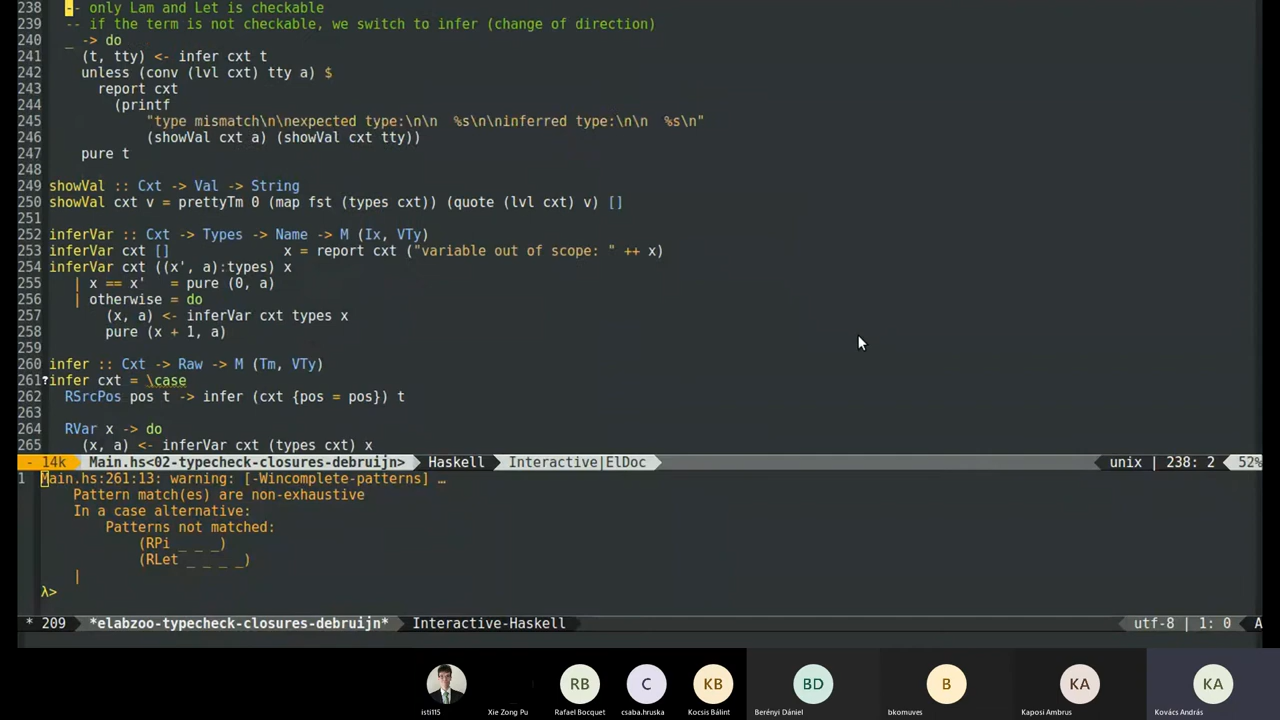 238  -- only Lam and Let is checkable
239  -- if the term is not checkable, we switch to infer (change of direction)
240  _ -> do
241    (t, tty) <- infer cxt t
242    unless (conv (lvl cxt) tty a) $
243      report cxt
244        (printf
245            "type mismatch\n\nexpected type:\n\n  %s\n\ninferred type:\n\n  %s\n"
246            (showVal cxt a) (showVal cxt tty))
247    pure t
248
249 showVal :: Cxt -> Val -> String
250 showVal cxt v = prettyTm 0 (map fst (types cxt)) (quote (lvl cxt) v) []
251
252 inferVar :: Cxt -> Types -> Name -> M (Ix, VTy)
253 inferVar cxt []              x = report cxt ("variable out of scope: " ++ x)
254 inferVar cxt ((x', a):types) x
255    | x == x'   = pure (0, a)
256    | otherwise = do
257        (x, a) <- inferVar cxt types x
258        pure (x + 1, a)
259
260 infer :: Cxt -> Raw -> M (Tm, VTy)
261?infer cxt = \case
262   RSrcPos pos t -> infer (cxt {pos = pos}) t
263
264   RVar x -> do
265     (x, a) <- inferVar cxt (types cxt) x
- 14k Main.hs<02-typecheck-closures-debruijn> Haskell Interactive|ElDoc unix | 238: 2 52%
1 Main.hs:261:13: warning: [-Wincomplete-patterns] …
    Pattern match(es) are non-exhaustive
    In a case alternative:
        Patterns not matched:
            (RPi _ _ _)
            (RLet _ _ _ _)
    |
λ>
* 209 *elabzoo-typecheck-closures-debruijn* Interactive-Haskell utf-8 | 1: 0 A
RB C KB BD B KA KA
isti115 Xie Zong Pu Rafael Bocquet csaba.hruska Kocsis Bálint Berényi Dániel bkomuves Kaposi Ambrus Kovács András